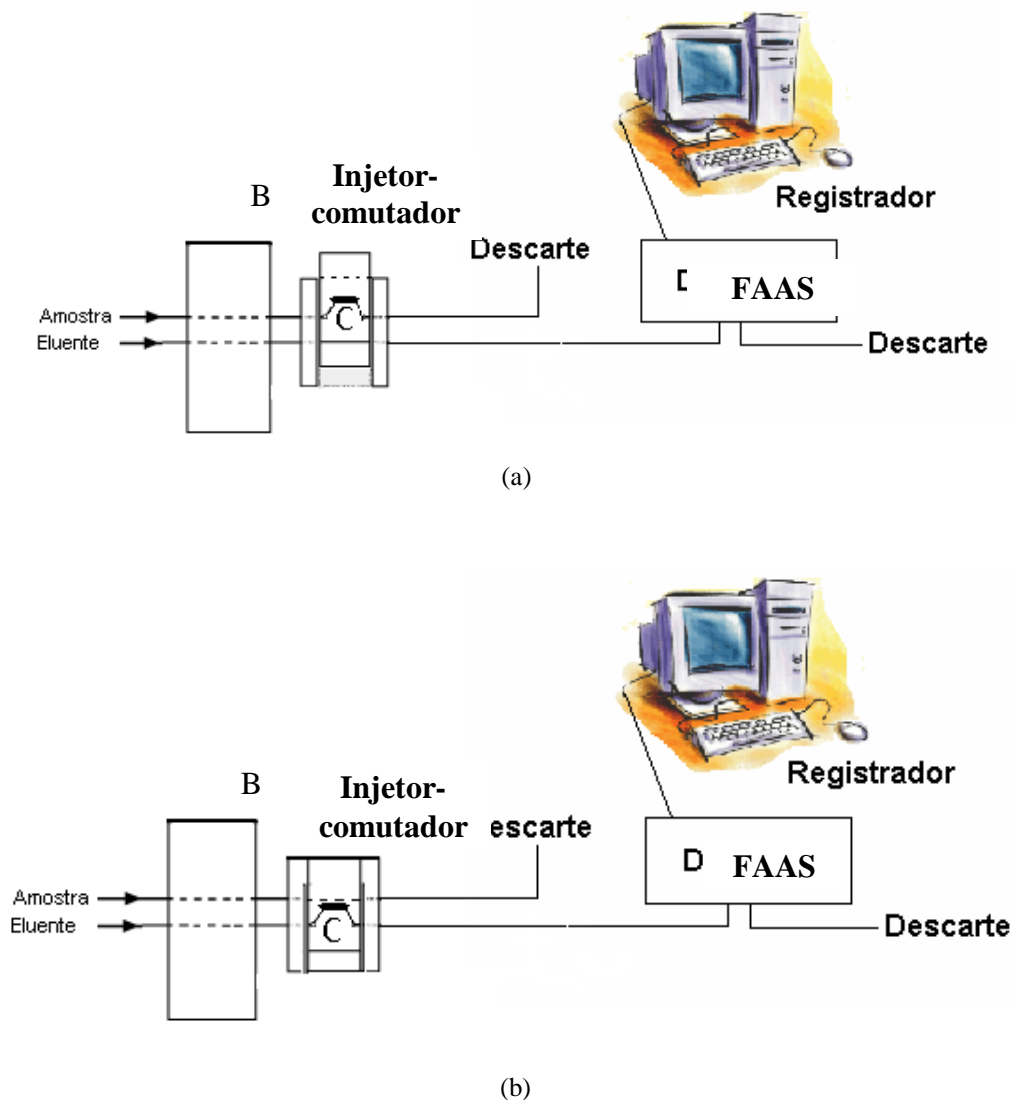 B
Injetor-
comutador
Registrador
Descarte
D FAAS
Amostra
C
Eluente
Descarte
(a)
B
Injetor-
comutador
escarte
Registrador
D FAAS
Amostra
Eluente
C
Descarte
(b)